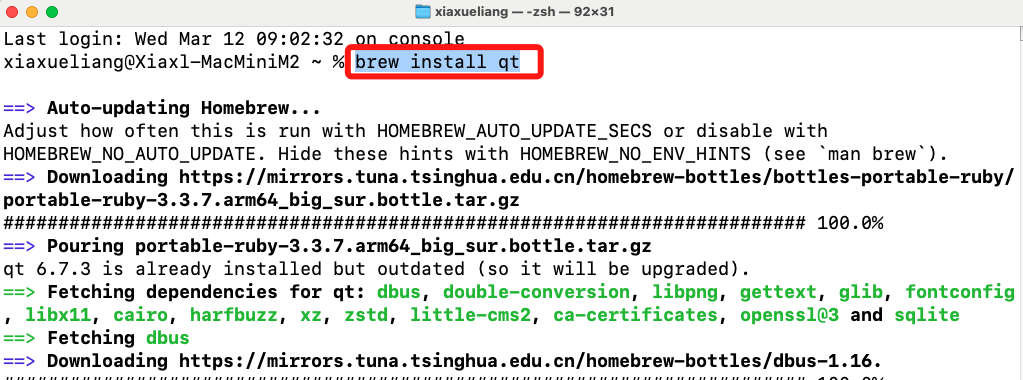 xiaxueliang — -zsh — 92×31
Last login: Wed Mar 12 09:02:32 on console
xiaxueliang@Xiaxl-MacMiniM2 ~ % brew install qt
==> Auto-updating Homebrew...
Adjust how often this is run with HOMEBREW_AUTO_UPDATE_SECS or disable with
HOMEBREW_NO_AUTO_UPDATE. Hide these hints with HOMEBREW_NO_ENV_HINTS (see `man brew`).
==> Downloading https://mirrors.tuna.tsinghua.edu.cn/homebrew-bottles/bottles-portable-ruby/
portable-ruby-3.3.7.arm64_big_sur.bottle.tar.gz
######################################################################### 100.0%
==> Pouring portable-ruby-3.3.7.arm64_big_sur.bottle.tar.gz
qt 6.7.3 is already installed but outdated (so it will be upgraded).
==> Fetching dependencies for qt: dbus, double-conversion, libpng, gettext, glib, fontconfig
, libx11, cairo, harfbuzz, xz, zstd, little-cms2, ca-certificates, openssl@3 and sqlite
==> Fetching dbus
==> Downloading https://mirrors.tuna.tsinghua.edu.cn/homebrew-bottles/dbus-1.16.
######################################################################### 100.0%